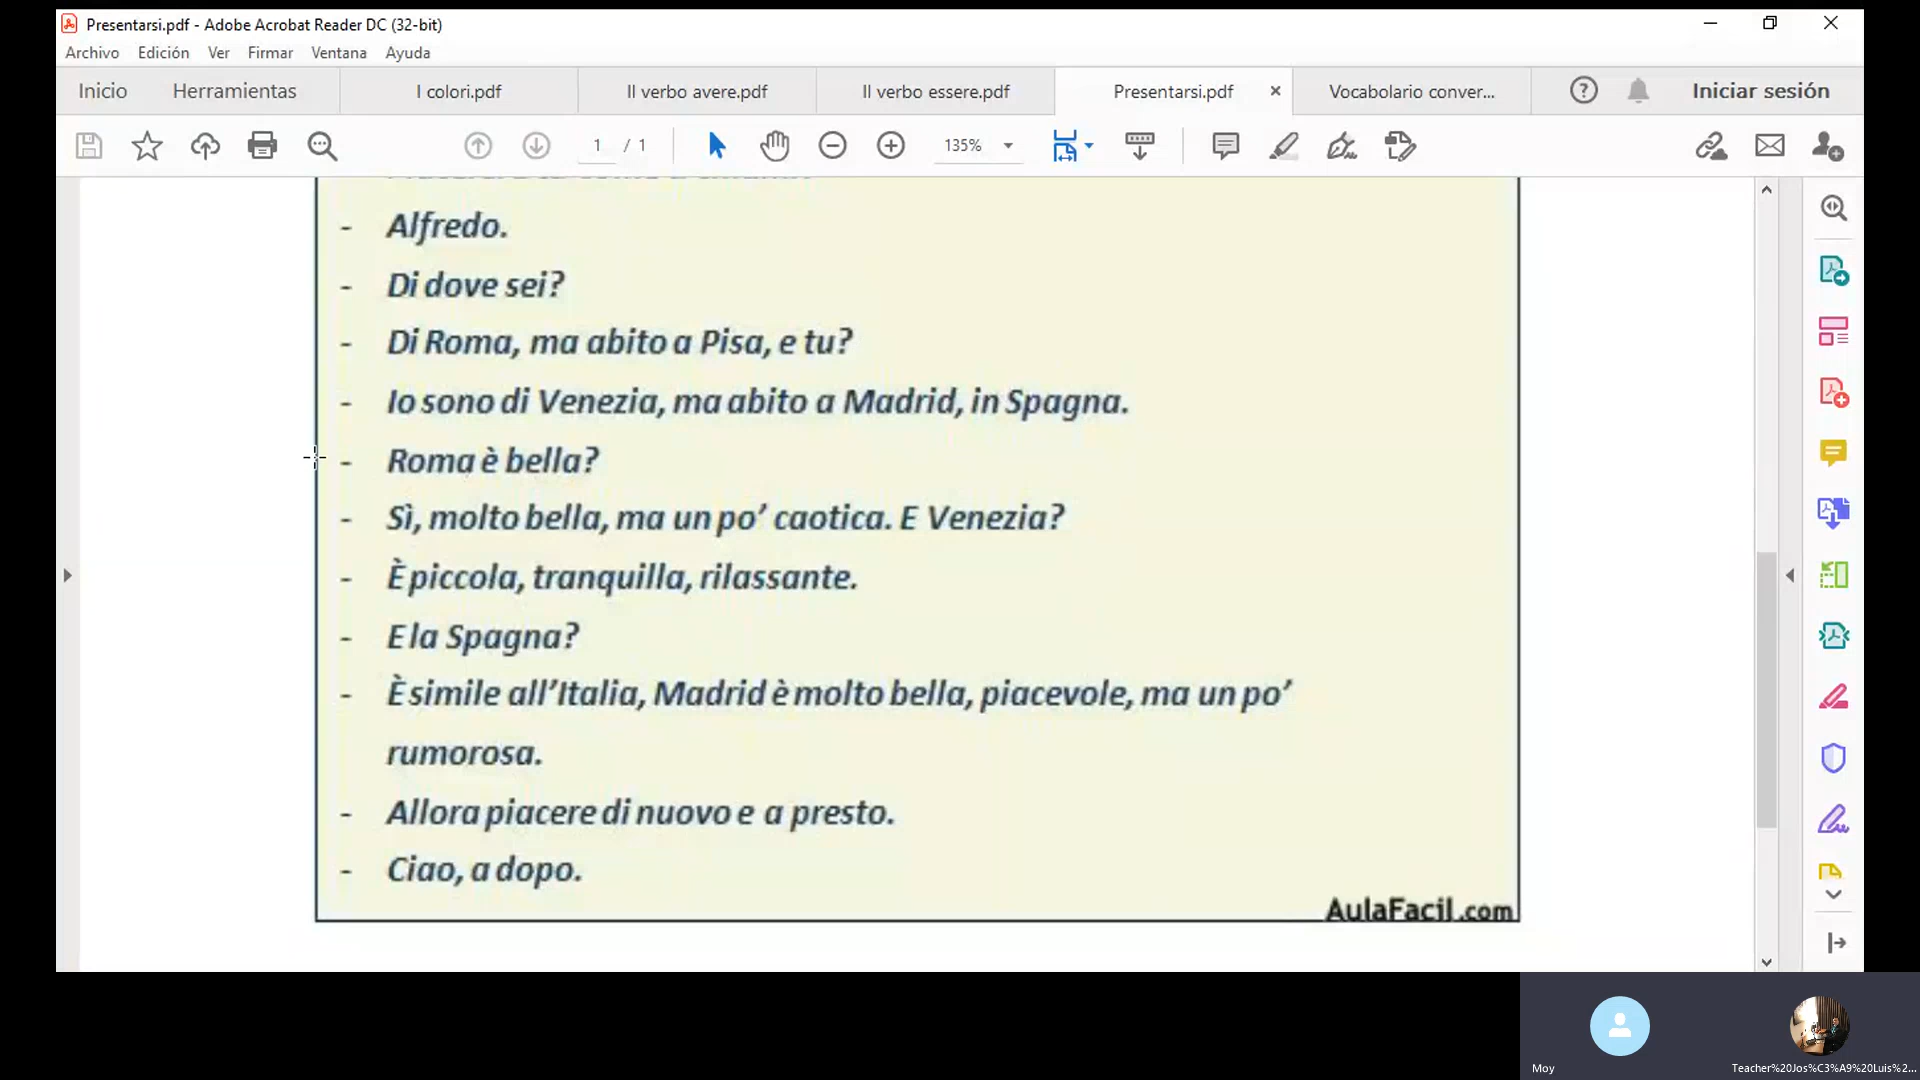 Presentarsi.pdf - Adobe Acrobat Reader DC (32-bit)
Archivo Edición Ver Firmar Ventana Ayuda
Inicio Herramientas I colori.pdf Il verbo avere.pdf Il verbo essere.pdf Presentarsi.pdf Vocabolario conver... Iniciar sesión
1 / 1 135%
- Alfredo.
- Di dove sei?
- Di Roma, ma abito a Pisa, e tu?
- Io sono di Venezia, ma abito a Madrid, in Spagna.
- Roma è bella?
- Sì, molto bella, ma un po’ caotica. E Venezia?
- È piccola, tranquilla, rilassante.
- E la Spagna?
- È simile all’Italia, Madrid è molto bella, piacevole, ma un po’
rumorosa.
- Allora piacere di nuovo e a presto.
- Ciao, a dopo.
AulaFacil.com
Moy
Teacher%20Jos%C3%A9%20Luis%2...